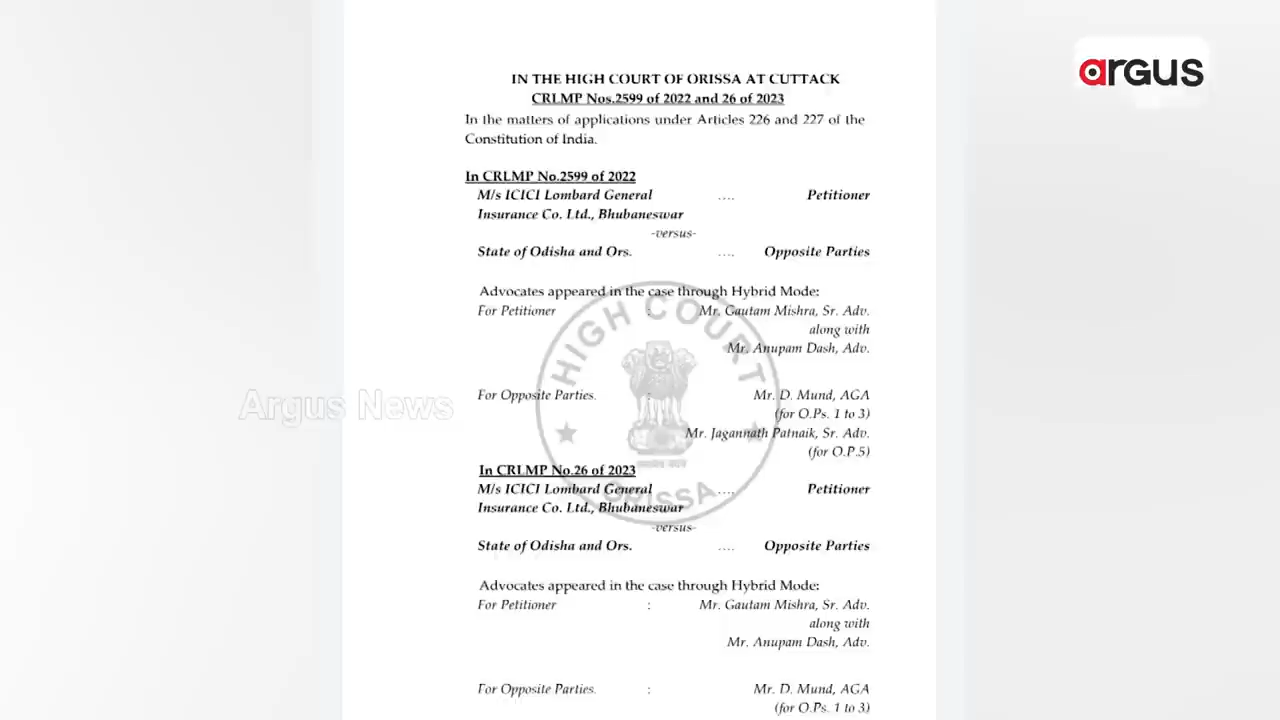 argus
IN THE HIGH COURT OF ORISSA AT CUTTACK
CRLMP Nos.2599 of 2022 and 26 of 2023
In the matters of applications under Articles 226 and 227 of the
Constitution of India.
In CRLMP No.2599 of 2022
M/s ICICI Lombard General .... Petitioner
Insurance Co. Ltd., Bhubaneswar
-versus-
State of Odisha and Ors. .... Opposite Parties
Advocates appeared in the case through Hybrid Mode:
For Petitioner : Mr. Gautam Mishra, Sr. Adv.
along with
Mr. Anupam Dash, Adv.
HIGH COURT
Argus News
For Opposite Parties. : Mr. D. Mund, AGA
(for O.Ps. 1 to 3)
Mr. Jagannath Patnaik, Sr. Adv.
(for O.P.5)
In CRLMP No.26 of 2023
M/s ICICI Lombard General .... Petitioner
ORISSA
Insurance Co. Ltd., Bhubaneswar
-versus-
State of Odisha and Ors. .... Opposite Parties
Advocates appeared in the case through Hybrid Mode:
For Petitioner : Mr. Gautam Mishra, Sr. Adv.
along with
Mr. Anupam Dash, Adv.
For Opposite Parties. : Mr. D. Mund, AGA
(for O.Ps. 1 to 3)